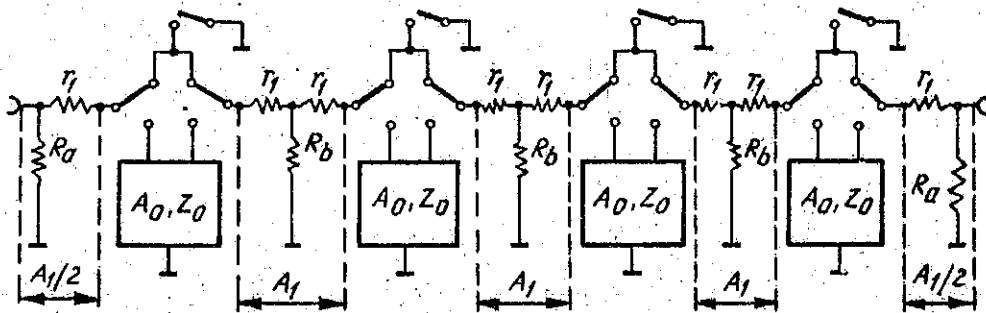 r1 r1 r1 r1 r1 r1 r1 r1
Ra Rb Rb Rb Ra
A0, Z0 A0, Z0 A0, Z0 A0, Z0
A1/2 A1 A1 A1 A1/2